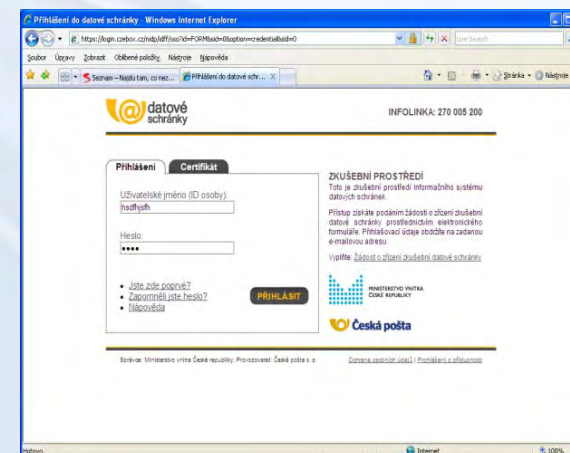 Přihlášení do datové schránky - Windows Internet Explorer
https://login.czebox.cz/nidp/idff/sso?id=FORM&sid=0&option=credential&sid=0
Live Search
Soubor Úpravy Zobrazit Oblíbené položky Nástroje Nápověda
Seznam – Najdu tam, co nez...
Přihlášení do datové schr...
Stránka
Nástroje
datové
schránky
INFOLINKA: 270 005 200
Přihlášení
Certifikát
Uživatelské jméno (ID osoby):
hsdfhjsfh
Heslo:
••••
Jste zde poprvé?
Zapomněli jste heslo?
Nápověda
PŘIHLÁSIT
ZKUŠEBNÍ PROSTŘEDÍ
Toto je zkušební prostředí Informačního systému
datových schránek.
Přístup získáte podáním žádosti o zřízení zkušební
datové schránky prostřednictvím elektronického
formuláře. Přihlašovací údaje obdržíte na zadanou
e-mailovou adresu.
Vyplňte: Žádost o zřízení zkušební datové schránky
MINISTERSTVO VNITRA
ČESKÉ REPUBLIKY
Česká pošta
Správce: Ministerstvo vnitra České republiky, Provozovatel: Česká pošta s. p.
Ochrana osobních údajů | Prohlášení o přístupnosti
Hotovo
Internet
100%